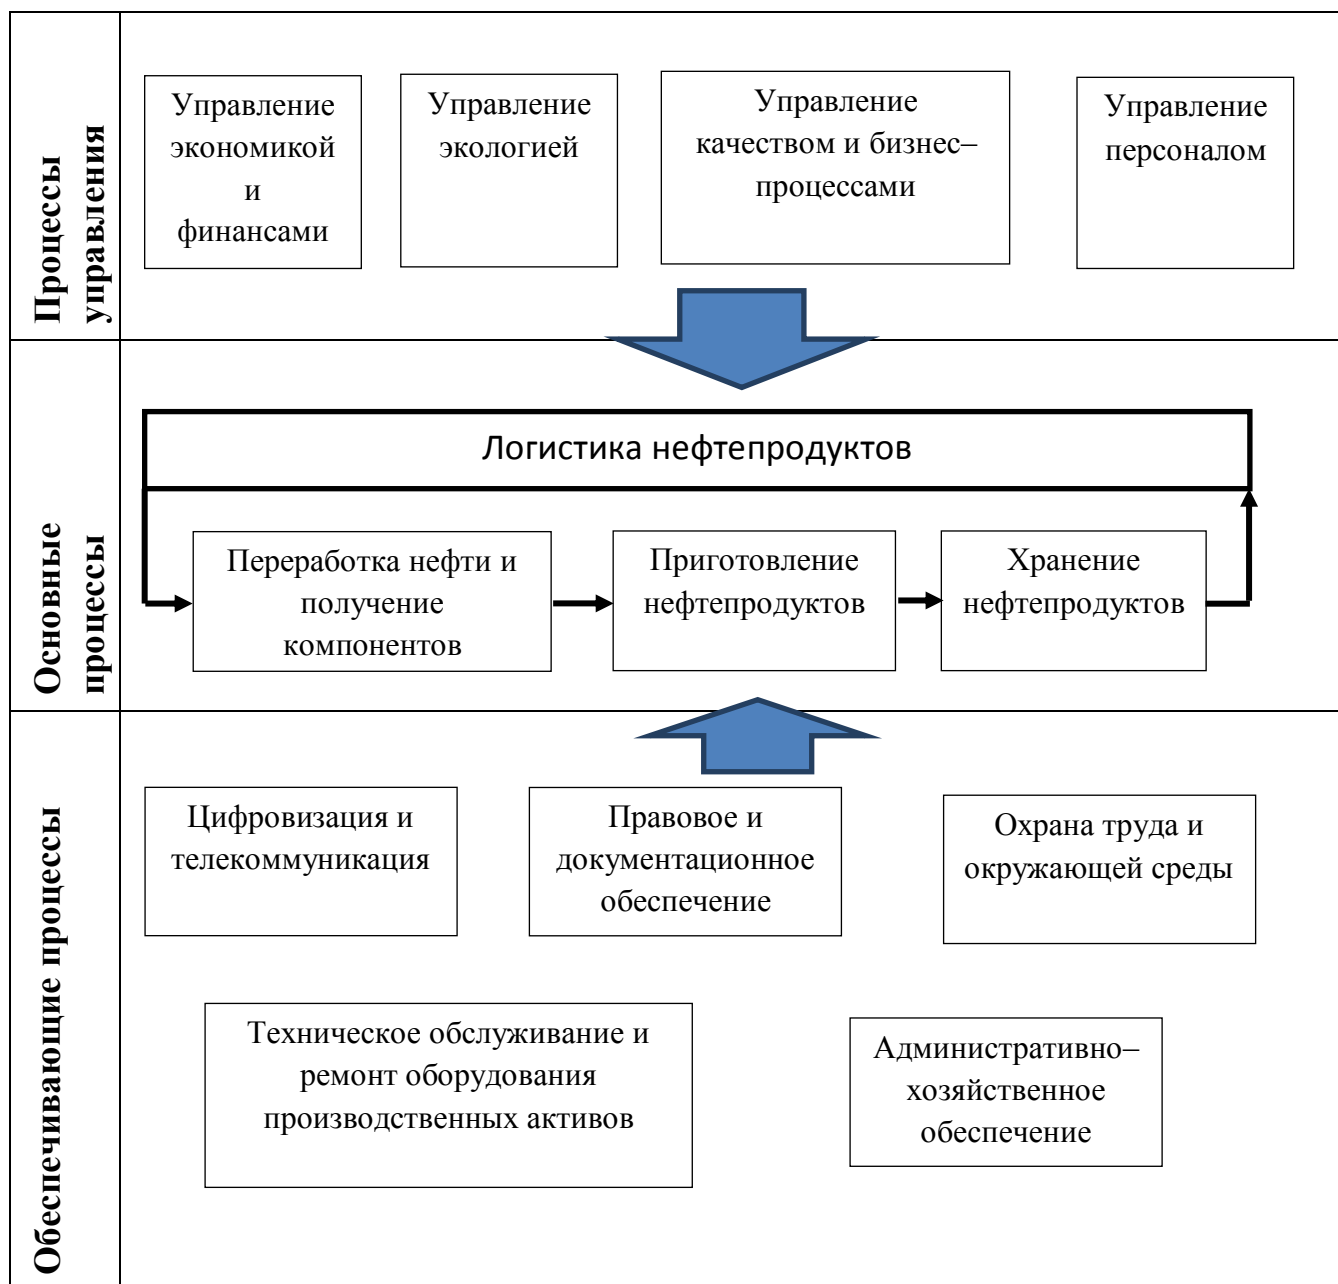 Процессы
управления
Управление
экономикой
и
финансами
Управление
экологией
Управление
качеством и бизнес–
процессами
Управление
персоналом
Основные
процессы
Логистика нефтепродуктов
Переработка нефти и
получение
компонентов
Приготовление
нефтепродуктов
Хранение
нефтепродуктов
Обеспечивающие процессы
Цифровизация и
телекоммуникация
Правовое и
документационное
обеспечение
Охрана труда и
окружающей среды
Техническое обслуживание и
ремонт оборудования
производственных активов
Административно–
хозяйственное
обеспечение